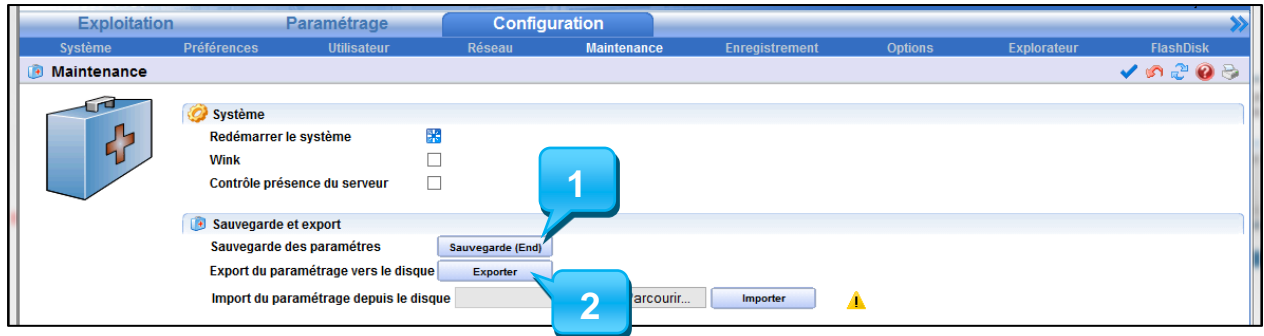 Exploitation Paramétrage Configuration
Système Préférences Utilisateur Réseau Maintenance Enregistrement Options Explorateur FlashDisk
Maintenance
Système
Redémarrer le système
Wink
Contrôle présence du serveur
1
Sauvegarde et export
Sauvegarde des paramétres Sauvegarde (End)
Export du paramétrage vers le disque Exporter
Import du paramétrage depuis le disque arcourir... Importer
2